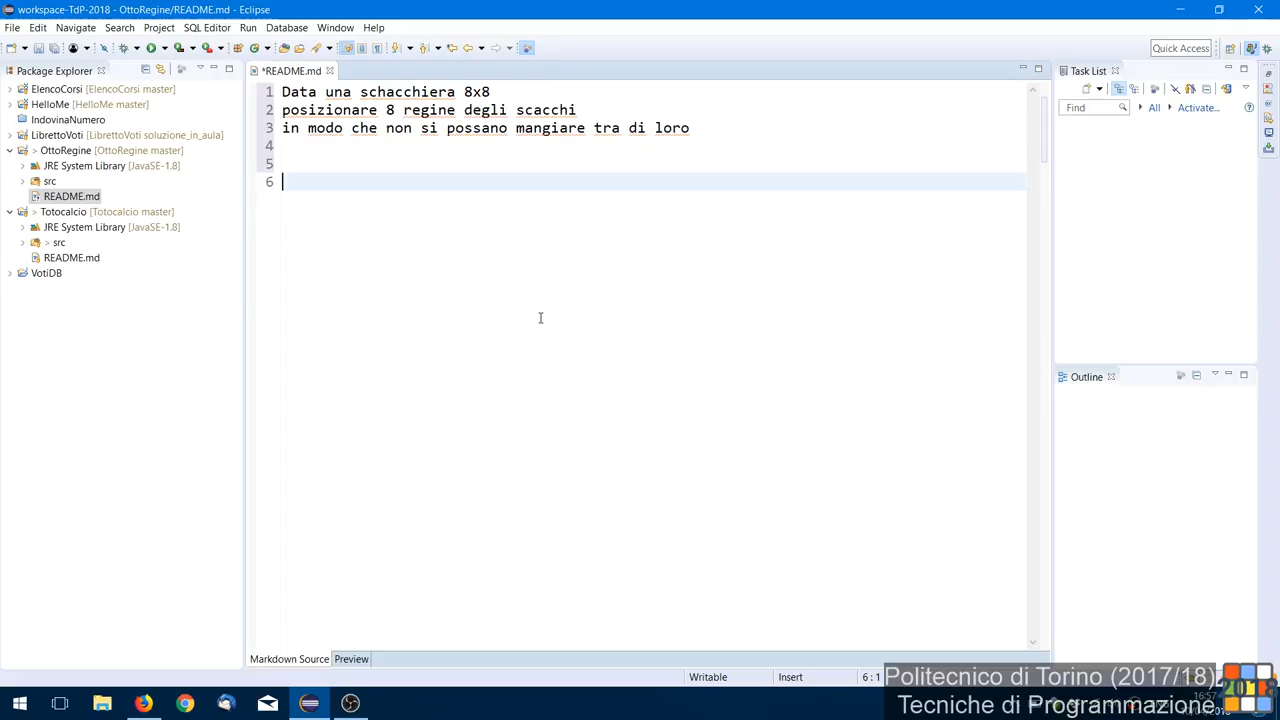 workspace-TdP-2018 - OttoRegine/README.md - Eclipse
File Edit Navigate Search Project SQL Editor Run Database Window Help
Quick Access
Package Explorer
*README.md
Task List
ElencoCorsi [ElencoCorsi master]
HelloMe [HelloMe master]
IndovinaNumero
LibrettoVoti [LibrettoVoti soluzione_in_aula]
> OttoRegine [OttoRegine master]
JRE System Library [JavaSE-1.8]
src
README.md
> Totocalcio [Totocalcio master]
JRE System Library [JavaSE-1.8]
> src
README.md
VotiDB
1 Data una schacchiera 8x8
2 posizionare 8 regine degli scacchi
3 in modo che non si possano mangiare tra di loro
4
5
6
Find All Activate...
Outline
Markdown Source Preview
Writable Insert 6 : 1
Politecnico di Torino (2017/18)
Tecniche di Programmazione
2018
16:57